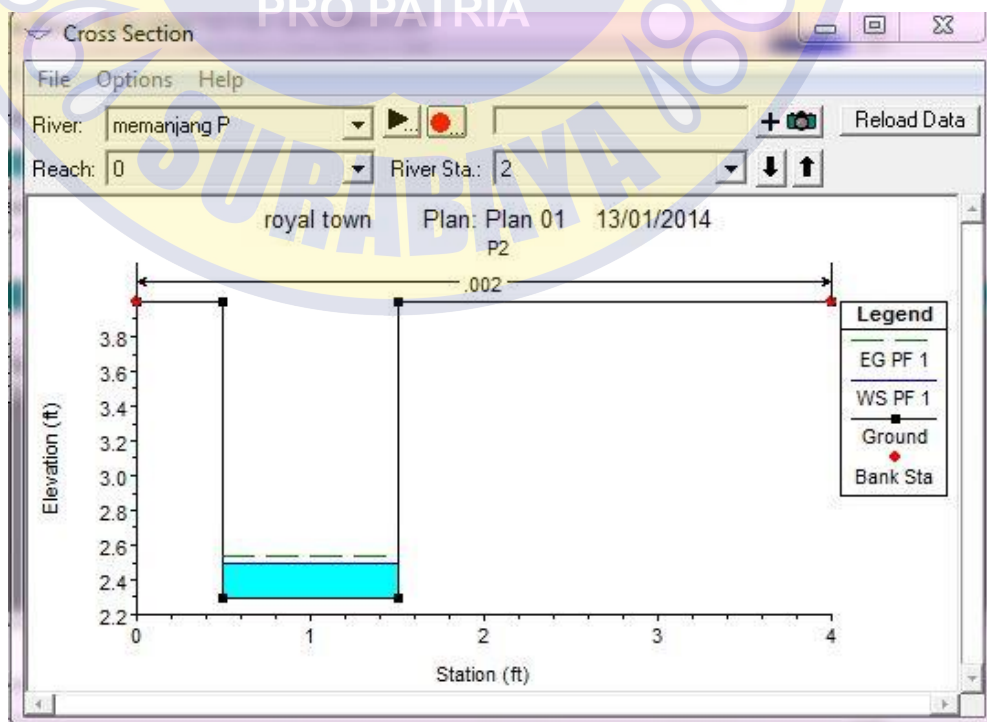 PRO PATRIA
Cross Section
File Options Help
River: memanjang P Reload Data
Reach: 0 River Sta.: 2
SURABAYA
royal town Plan: Plan 01 13/01/2014
P2
.002
Legend
EG PF 1
WS PF 1
Ground
Bank Sta
Elevation (ft)
3.8
3.6
3.4
3.2
3.0
2.8
2.6
2.4
2.2
0 1 2 3 4
Station (ft)